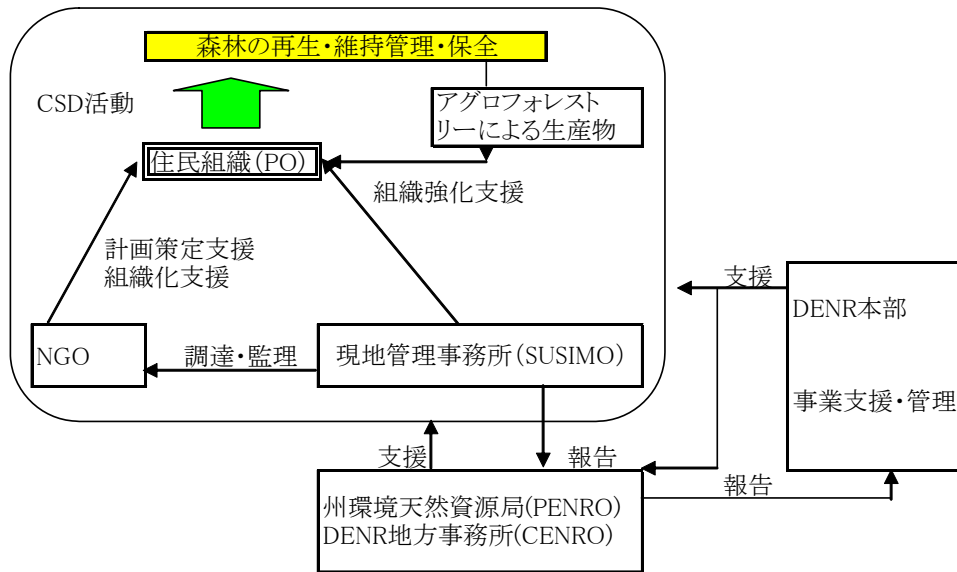 森林の再生・維持管理・保全
CSD活動
アグロフォレスト
リーによる生産物
住民組織(PO)
組織強化支援
計画策定支援
組織化支援
支援
DENR本部
NGO
調達・監理
現地管理事務所(SUSIMO)
事業支援・管理
支援
報告
報告
州環境天然資源局(PENRO)
DENR地方事務所(CENRO)